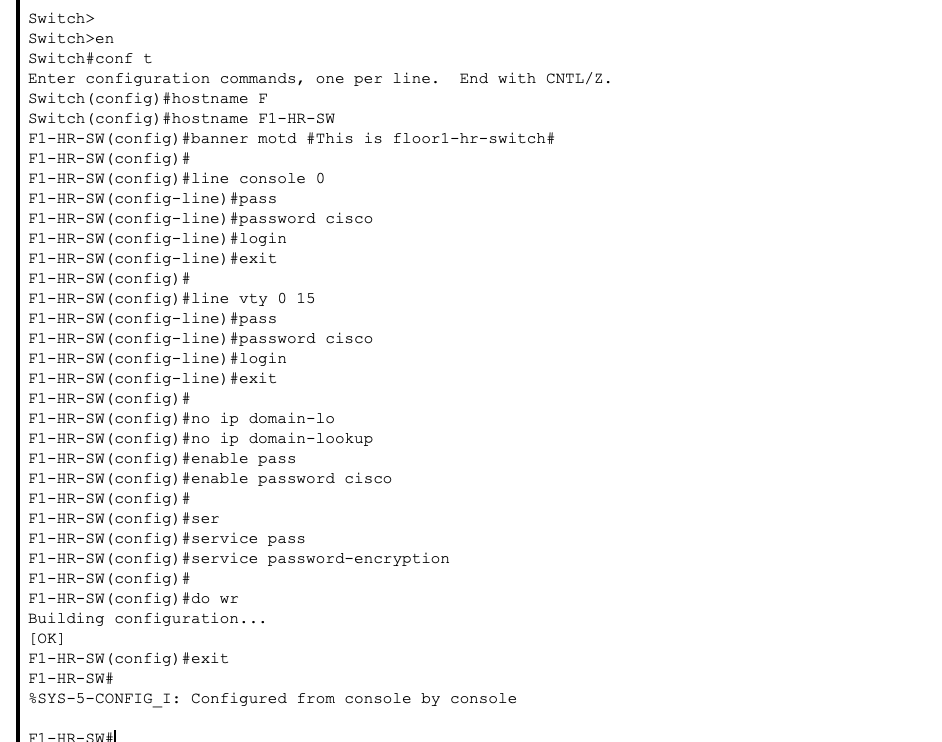 Switch>
Switch>en
Switch#conf t
Enter configuration commands, one per line.  End with CNTL/Z.
Switch(config)#hostname F
Switch(config)#hostname F1-HR-SW
F1-HR-SW(config)#banner motd #This is floor1-hr-switch#
F1-HR-SW(config)#
F1-HR-SW(config)#line console 0
F1-HR-SW(config-line)#pass
F1-HR-SW(config-line)#password cisco
F1-HR-SW(config-line)#login
F1-HR-SW(config-line)#exit
F1-HR-SW(config)#
F1-HR-SW(config)#line vty 0 15
F1-HR-SW(config-line)#pass
F1-HR-SW(config-line)#password cisco
F1-HR-SW(config-line)#login
F1-HR-SW(config-line)#exit
F1-HR-SW(config)#
F1-HR-SW(config)#no ip domain-lo
F1-HR-SW(config)#no ip domain-lookup
F1-HR-SW(config)#enable pass
F1-HR-SW(config)#enable password cisco
F1-HR-SW(config)#
F1-HR-SW(config)#ser
F1-HR-SW(config)#service pass
F1-HR-SW(config)#service password-encryption
F1-HR-SW(config)#
F1-HR-SW(config)#do wr
Building configuration...
[OK]
F1-HR-SW(config)#exit
F1-HR-SW#
%SYS-5-CONFIG_I: Configured from console by console
F1-HR-SW#